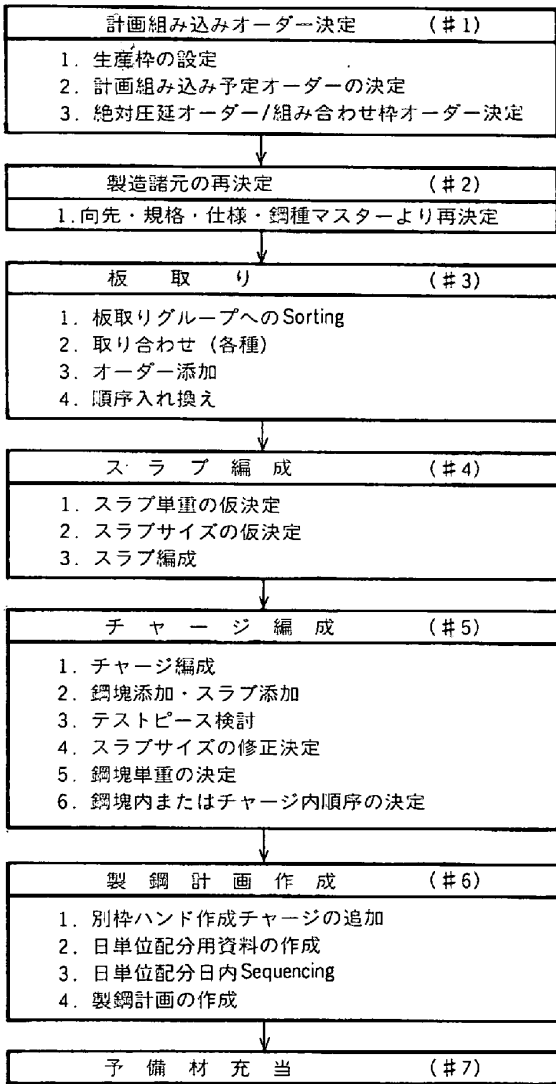 計画組み込みオーダー決定 (#1)
1. 生産枠の設定
2. 計画組み込み予定オーダーの決定
3. 絶対圧延オーダー/組み合わせ枠オーダー決定
製造諸元の再決定 (#2)
1.向先・規格・仕様・鋼種マスターより再決定
板取り (#3)
1. 板取りグループへのSorting
2. 取り合わせ (各種)
3. オーダー添加
4. 順序入れ換え
スラブ編成 (#4)
1. スラブ単重の仮決定
2. スラブサイズの仮決定
3. スラブ編成
チャージ編成 (#5)
1. チャージ編成
2. 鋼塊添加・スラブ添加
3. テストピース検討
4. スラブサイズの修正決定
5. 鋼塊単重の決定
6. 鋼塊内またはチャージ内順序の決定
製鋼計画作成 (#6)
1. 別枠ハンド作成チャージの追加
2. 日単位配分用資料の作成
3. 日単位配分日内Sequencing
4. 製鋼計画の作成
予備材充当 (#7)